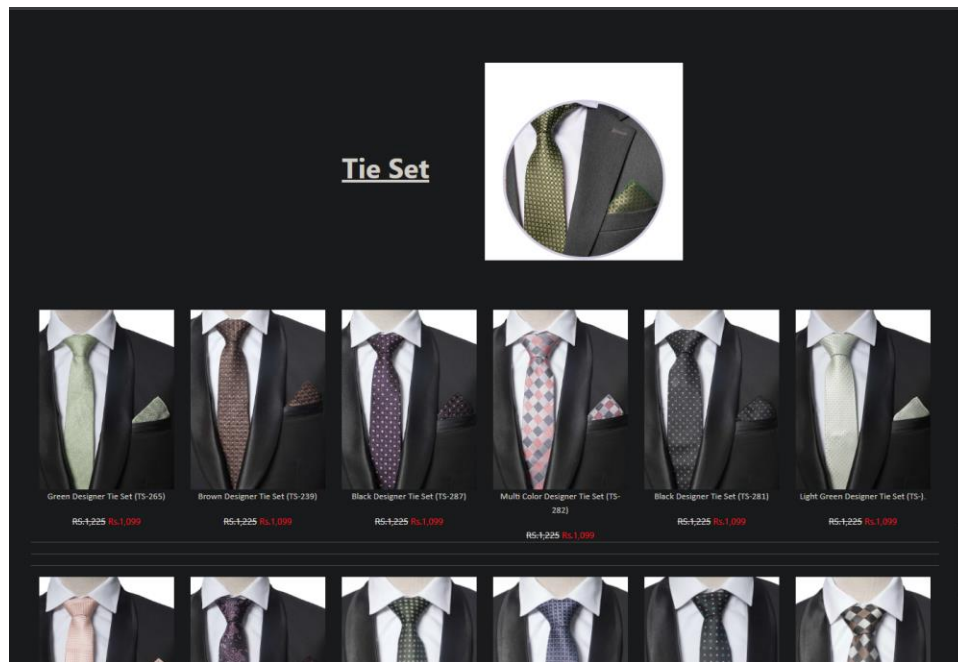 Tie Set
Green Designer Tie Set (TS-265)
RS.1,225 Rs.1,099
Brown Designer Tie Set (TS-239)
RS.1,225 Rs.1,099
Black Designer Tie Set (TS-287)
RS.1,225 Rs.1,099
Multi Color Designer Tie Set (TS-
282)
RS.1,225 Rs.1,099
Black Designer Tie Set (TS-281)
RS.1,225 Rs.1,099
Light Green Designer Tie Set (TS-).
RS.1,225 Rs.1,099